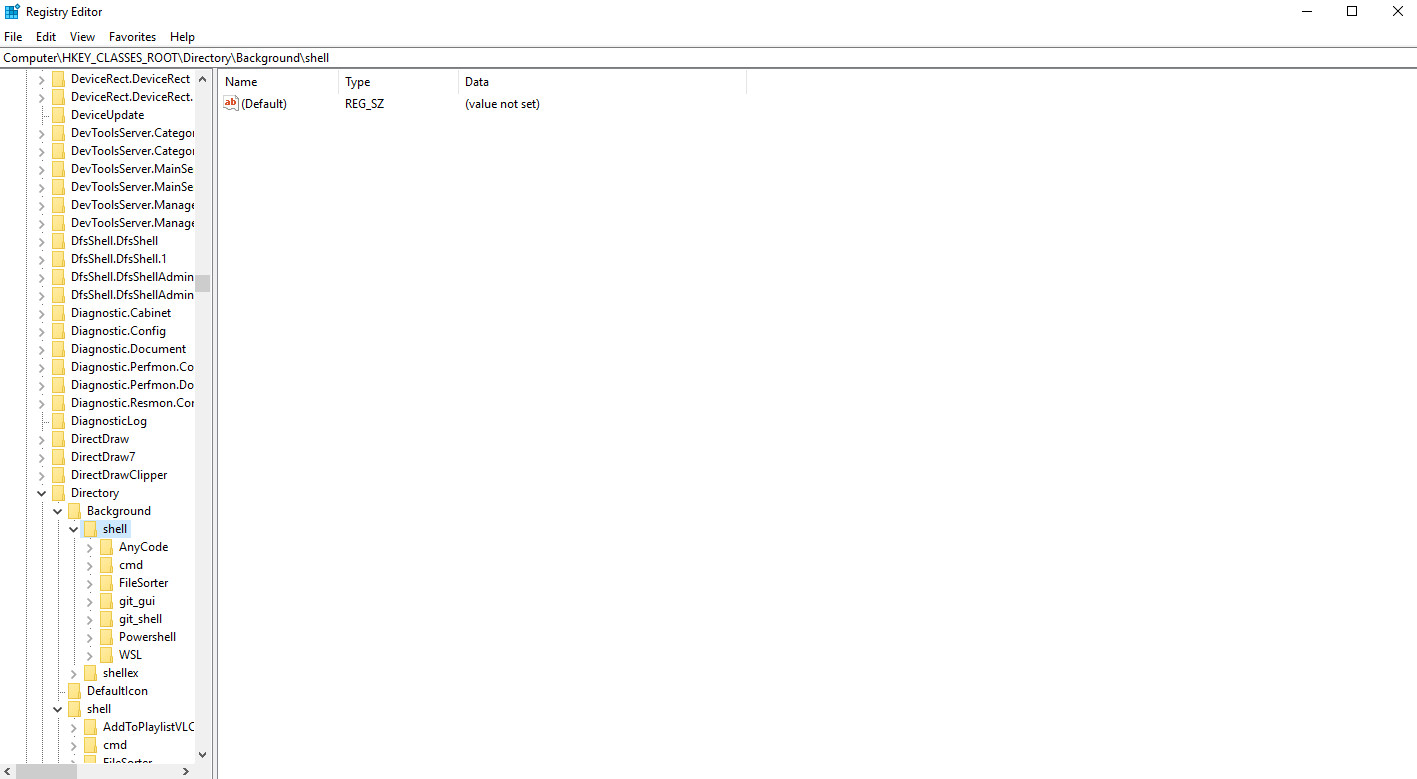 Registry Editor
File Edit View Favorites Help
Computer\HKEY_CLASSES_ROOT\Directory\Background\shell
DeviceRect.DeviceRect
DeviceRect.DeviceRect.
DeviceUpdate
DevToolsServer.Categor
DevToolsServer.Categor
DevToolsServer.MainSe
DevToolsServer.MainSe
DevToolsServer.Manage
DevToolsServer.Manage
DfsShell.DfsShell
DfsShell.DfsShell.1
DfsShell.DfsShellAdmin
DfsShell.DfsShellAdmin
Diagnostic.Cabinet
Diagnostic.Config
Diagnostic.Document
Diagnostic.Perfmon.Co
Diagnostic.Perfmon.Do
Diagnostic.Resmon.Cor
DiagnosticLog
DirectDraw
DirectDraw7
DirectDrawClipper
Directory
Background
shell
AnyCode
cmd
FileSorter
git_gui
git_shell
Powershell
WSL
shellex
DefaultIcon
shell
AddToPlaylistVLC
cmd
FileSorter
Name Type Data
ab (Default) REG_SZ (value not set)